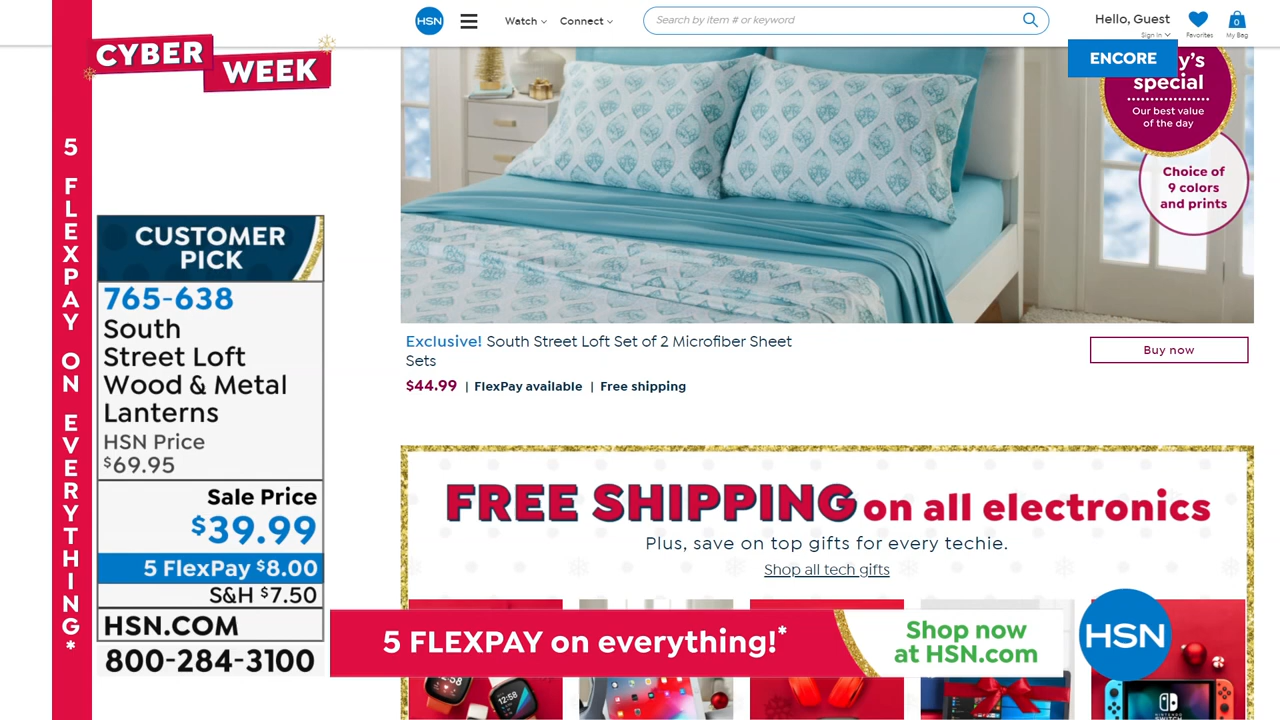 HSN
Watch
Connect
Search by item # or keyword
Hello, Guest
Sign in
Favorites
0
My Bag
CYBER
WEEK
ENCORE
special
Our best value
of the day
Choice of
9 colors
and prints
5 FLEXPAY ON EVERYTHING*
CUSTOMER
PICK
765-638
South
Street Loft
Wood & Metal
Lanterns
HSN Price
$69.95
Sale Price
$39.99
5 FlexPay $8.00
S&H $7.50
HSN.COM
800-284-3100
Exclusive! South Street Loft Set of 2 Microfiber Sheet
Sets
$44.99 | FlexPay available | Free shipping
Buy now
FREE SHIPPING on all electronics
Plus, save on top gifts for every techie.
Shop all tech gifts
5 FLEXPAY on everything!*
Shop now
at HSN.com
HSN